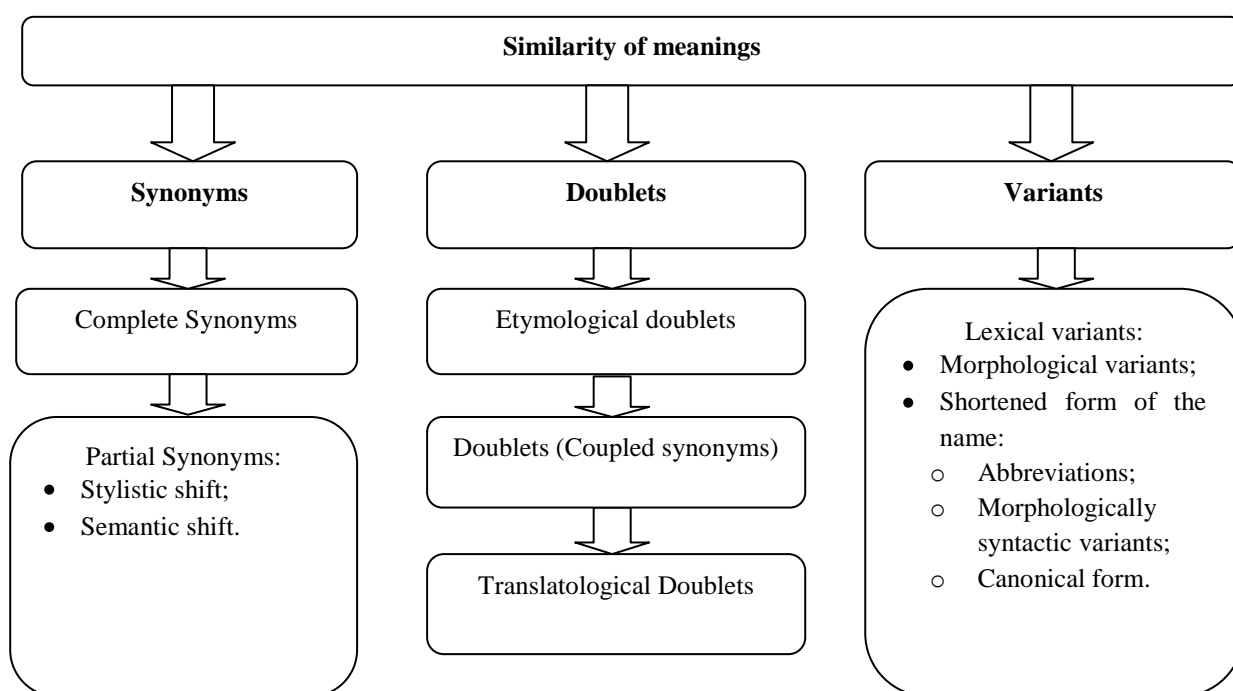 Similarity of meanings
Synonyms
Complete Synonyms
Partial Synonyms:
• Stylistic shift;
• Semantic shift.
Doublets
Etymological doublets
Doublets (Coupled synonyms)
Translatological Doublets
Variants
Lexical variants:
• Morphological variants;
• Shortened form of the
name:
o Abbreviations;
o Morphologically
syntactic variants;
o Canonical form.